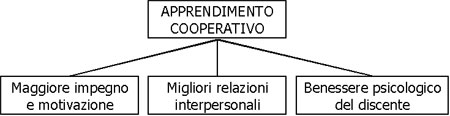 APPRENDIMENTO
COOPERATIVO
Maggiore impegno
e motivazione
Migliori relazioni
interpersonali
Benessere psicologico
del discente